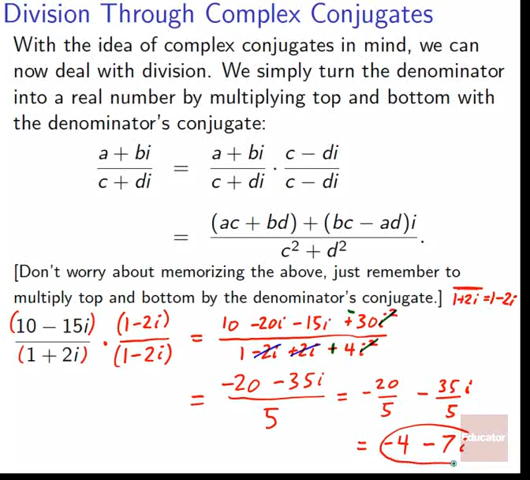 Division Through Complex Conjugates
With the idea of complex conjugates in mind, we can
now deal with division. We simply turn the denominator
into a real number by multiplying top and bottom with
the denominator's conjugate:
(a + bi)/(c + di) = (a + bi)/(c + di) · (c − di)/(c − di)
= ((ac + bd) + (bc − ad)i)/(c² + d²).
[Don't worry about memorizing the above, just remember to
multiply top and bottom by the denominator's conjugate.] \overline{1+2i} = 1-2i
(10 − 15i)/(1 + 2i) · (1-2i)/(1-2i) = (10 -20i -15i +30i²)/(1 -2i +2i + 4i²)
= (-20 -35i)/5 = -20/5 - 35i/5
= -4 - 7i
Educator